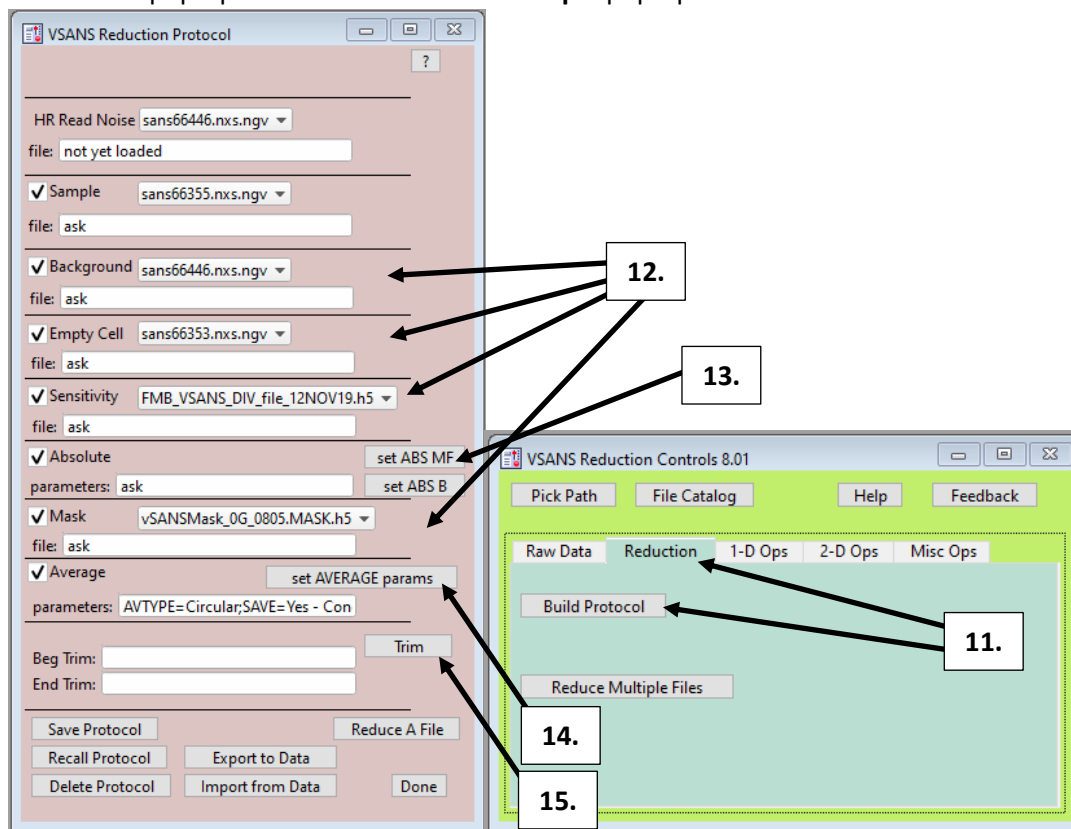 VSANS Reduction Protocol
?
HR Read Noise sans66446.nxs.ngv
file: not yet loaded
Sample sans66355.nxs.ngv
file: ask
Background sans66446.nxs.ngv
file: ask
Empty Cell sans66353.nxs.ngv
file: ask
Sensitivity FMB_VSANS_DIV_file_12NOV19.h5
file: ask
Absolute set ABS MF
parameters: ask set ABS B
Mask vSANSMask_0G_0805.MASK.h5
file: ask
Average set AVERAGE params
parameters: AVTYPE=Circular;SAVE=Yes - Con
Trim
Beg Trim:
End Trim:
Save Protocol Reduce A File
Recall Protocol Export to Data
Delete Protocol Import from Data Done
12.
13.
VSANS Reduction Controls 8.01
Pick Path File Catalog Help Feedback
Raw Data Reduction 1-D Ops 2-D Ops Misc Ops
Build Protocol
11.
Reduce Multiple Files
14.
15.